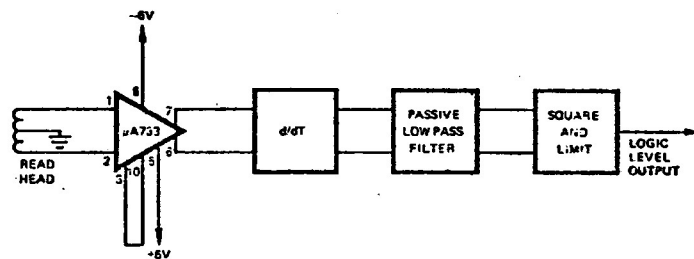 -6V
8
1
7
μA733
2
3
10
5
6
READ
HEAD
+6V
d/dT
PASSIVE
LOW PASS
FILTER
SQUARE
AND
LIMIT
LOGIC
LEVEL
OUTPUT